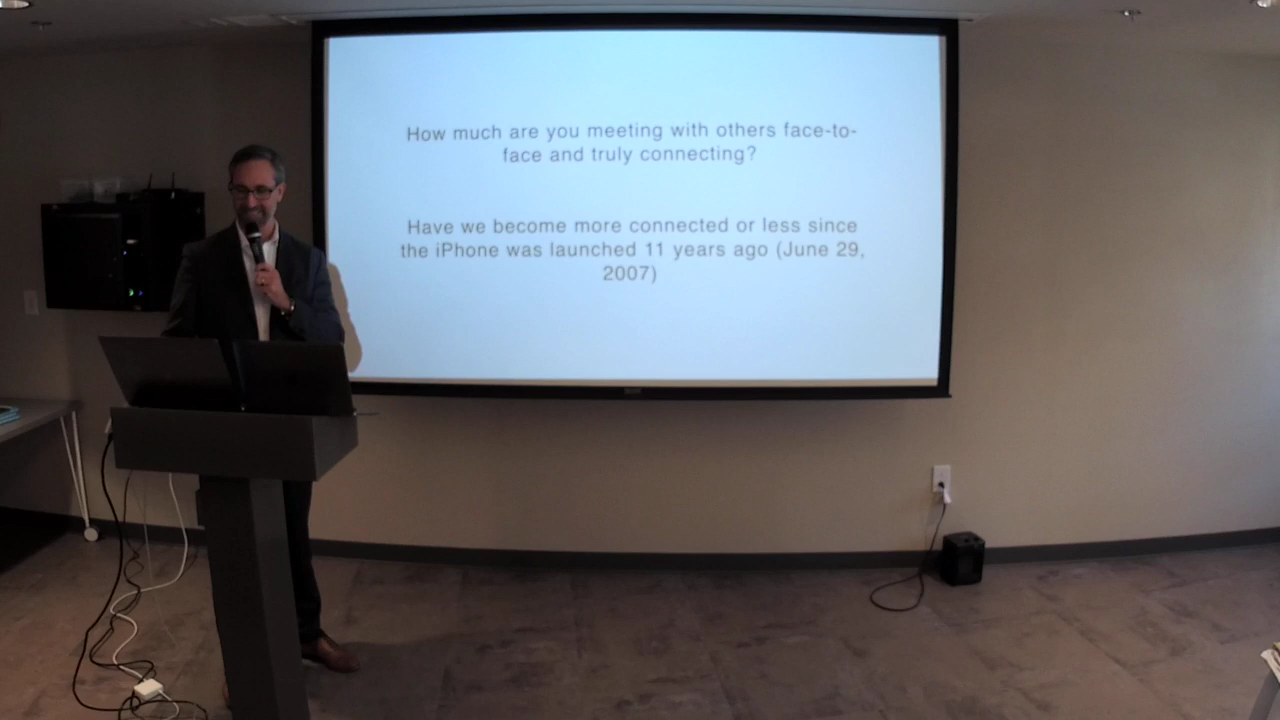 How much are you meeting with others face-to-
face and truly connecting?
Have we become more connected or less since
the iPhone was launched 11 years ago (June 29,
2007)